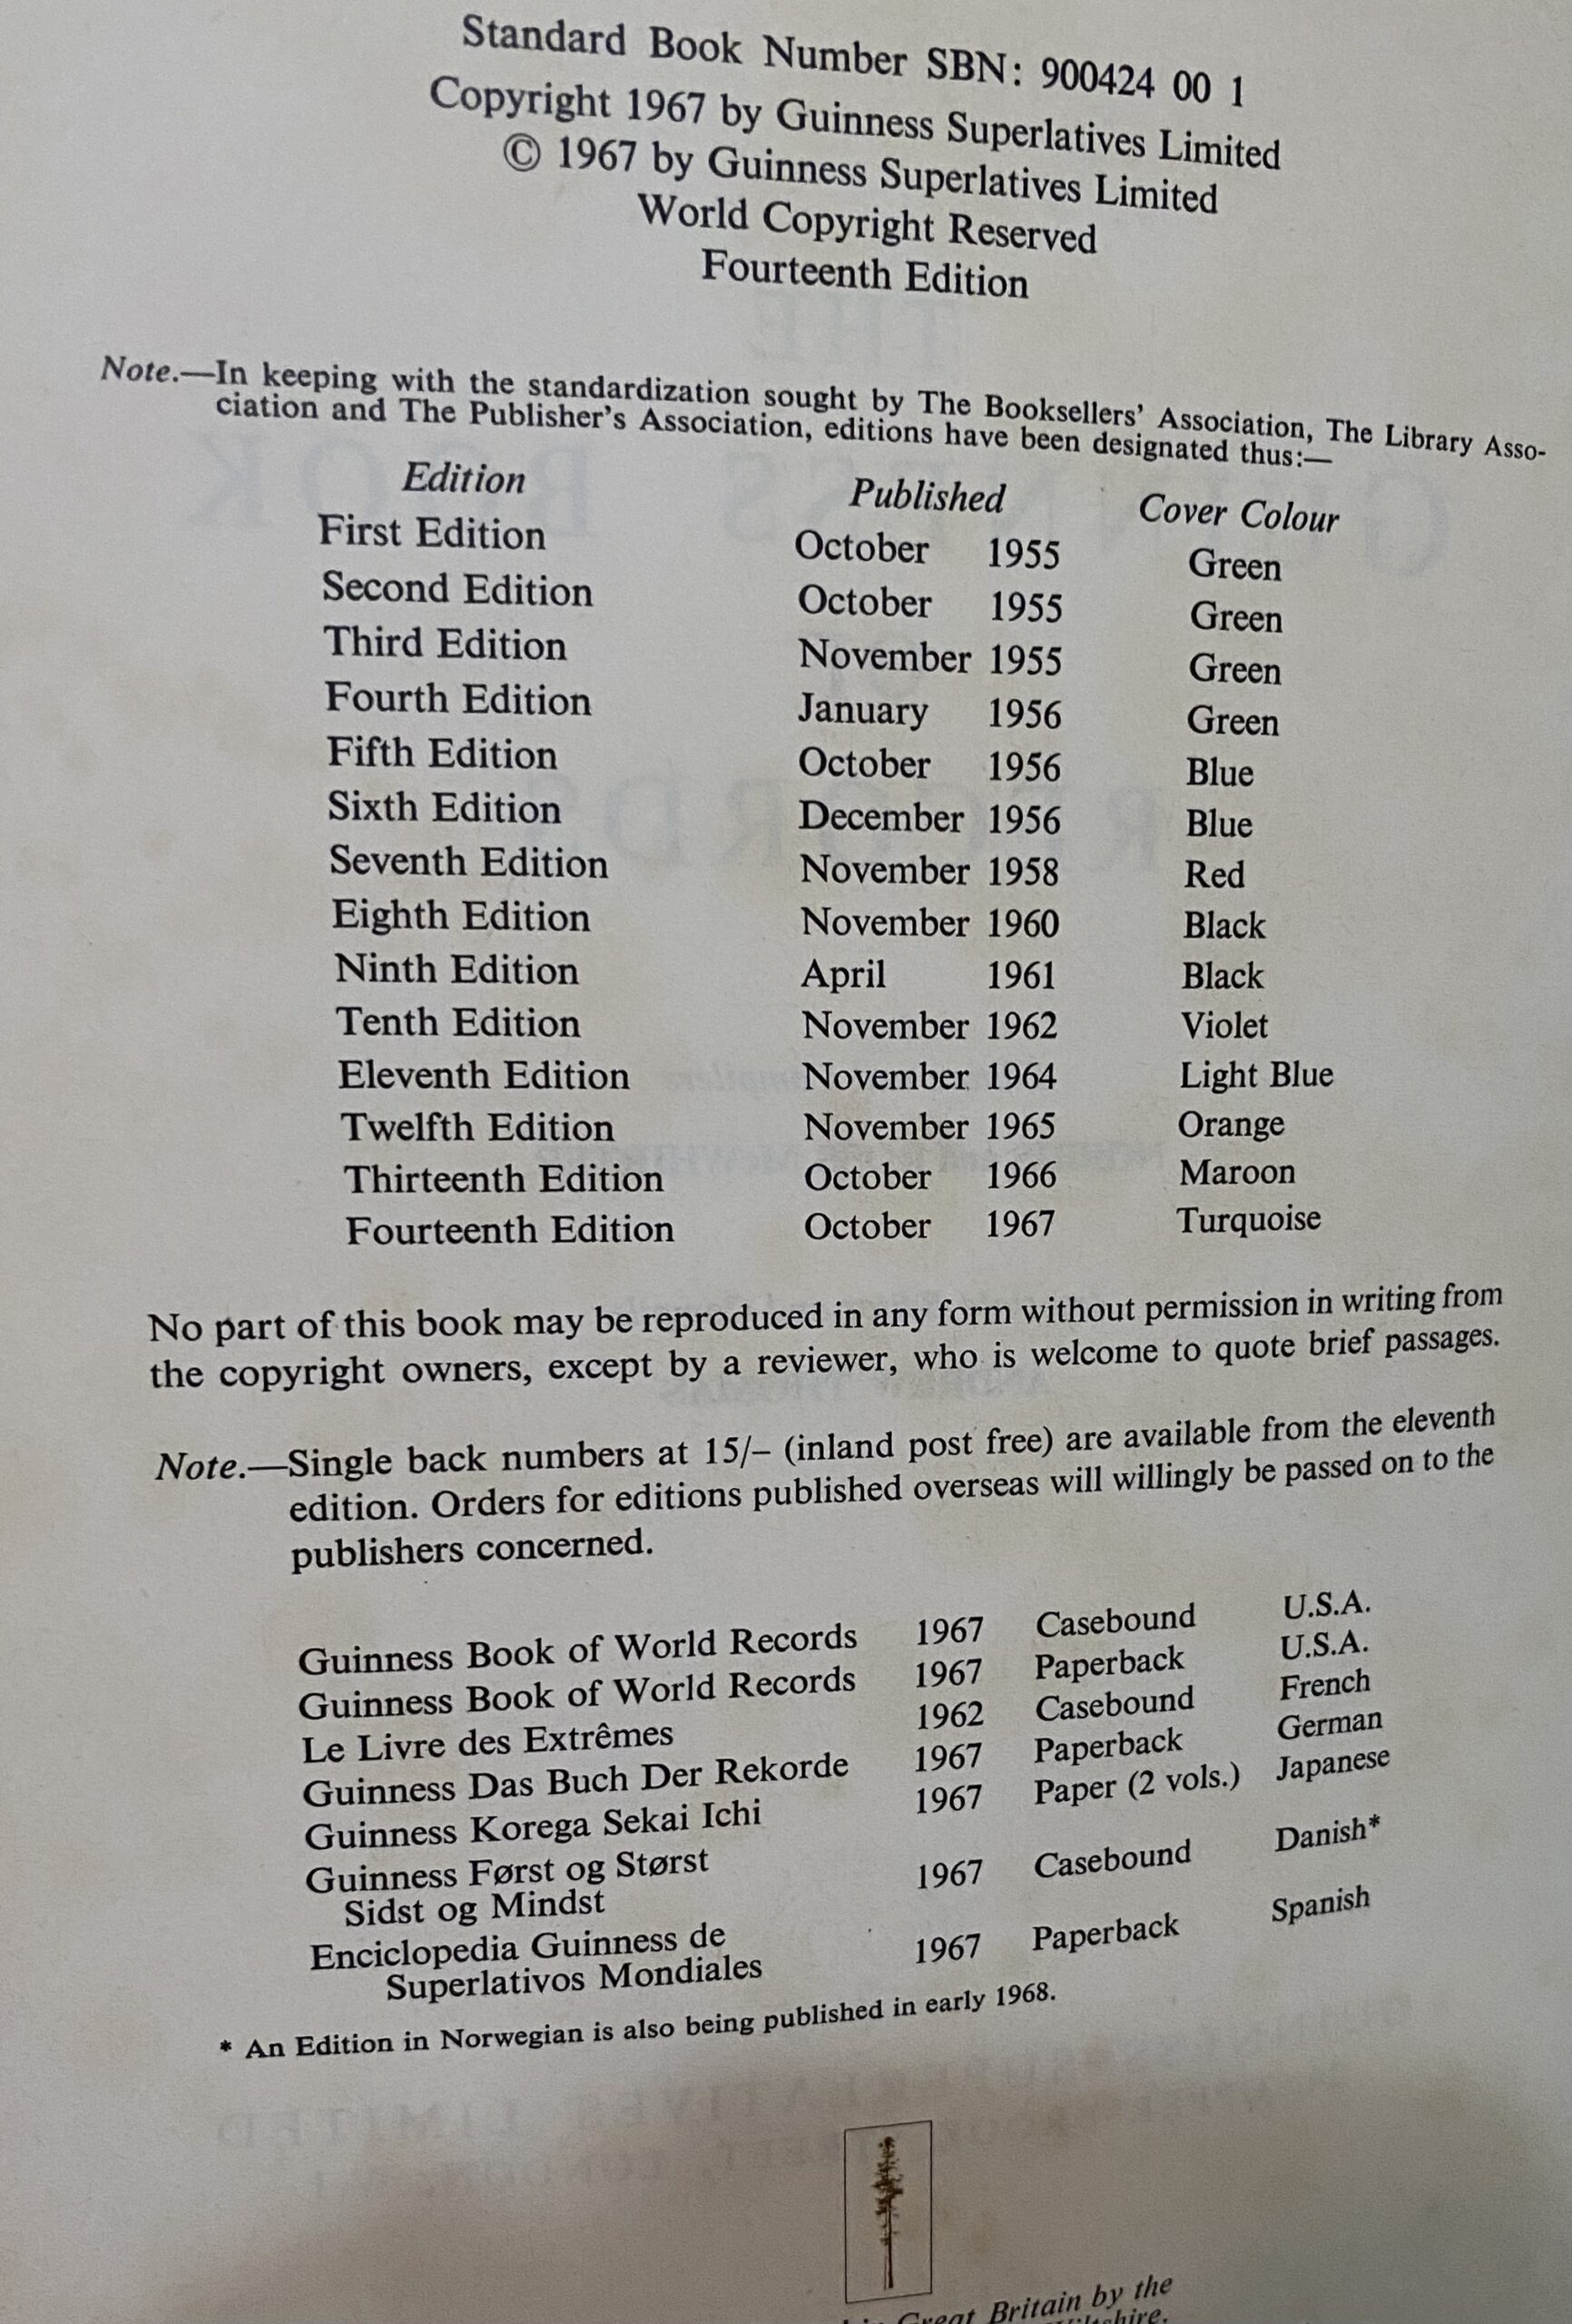 Standard Book Number SBN: 900424 00 1
Copyright 1967 by Guinness Superlatives Limited
© 1967 by Guinness Superlatives Limited
World Copyright Reserved
Fourteenth Edition
Note.—In keeping with the standardization sought by The Booksellers' Association, The Library Asso-
ciation and The Publisher's Association, editions have been designated thus:—
Edition Published Cover Colour
First Edition October 1955 Green
Second Edition October 1955 Green
Third Edition November 1955 Green
Fourth Edition January 1956 Green
Fifth Edition October 1956 Blue
Sixth Edition December 1956 Blue
Seventh Edition November 1958 Red
Eighth Edition November 1960 Black
Ninth Edition April 1961 Black
Tenth Edition November 1962 Violet
Eleventh Edition November 1964 Light Blue
Twelfth Edition November 1965 Orange
Thirteenth Edition October 1966 Maroon
Fourteenth Edition October 1967 Turquoise
No part of this book may be reproduced in any form without permission in writing from
the copyright owners, except by a reviewer, who is welcome to quote brief passages.
Note.—Single back numbers at 15/– (inland post free) are available from the eleventh
edition. Orders for editions published overseas will willingly be passed on to the
publishers concerned.
Guinness Book of World Records 1967 Casebound U.S.A.
Guinness Book of World Records 1967 Paperback U.S.A.
Le Livre des Extrêmes 1962 Casebound French
Guinness Das Buch Der Rekorde 1967 Paperback German
Guinness Korega Sekai Ichi 1967 Paper (2 vols.) Japanese
Guinness Først og Størst
Sidst og Mindst 1967 Casebound Danish*
Enciclopedia Guinness de
Superlativos Mondiales 1967 Paperback Spanish
* An Edition in Norwegian is also being published in early 1968.
in Great Britain by the
Wiltshire.